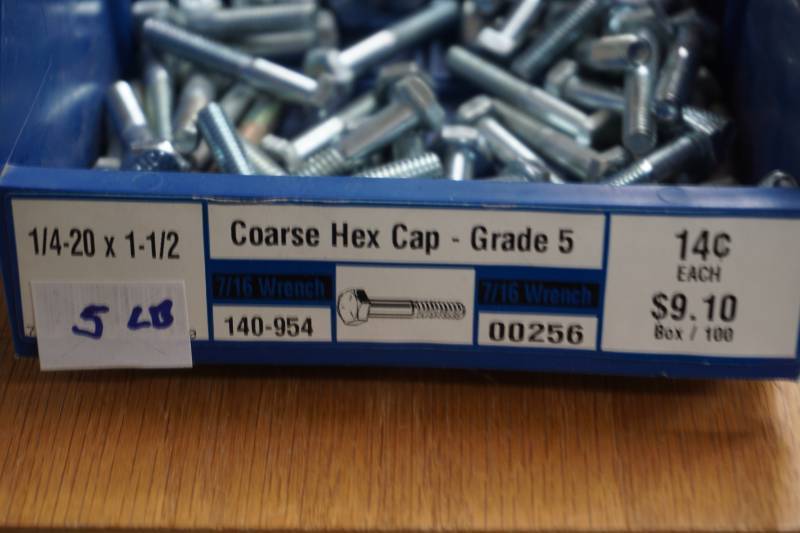 1/4-20 x 1-1/2
5 LB
Coarse Hex Cap - Grade 5
7/16 Wrench
140-954
7/16 Wrench
00256
14¢
EACH
$9.10
Box / 100